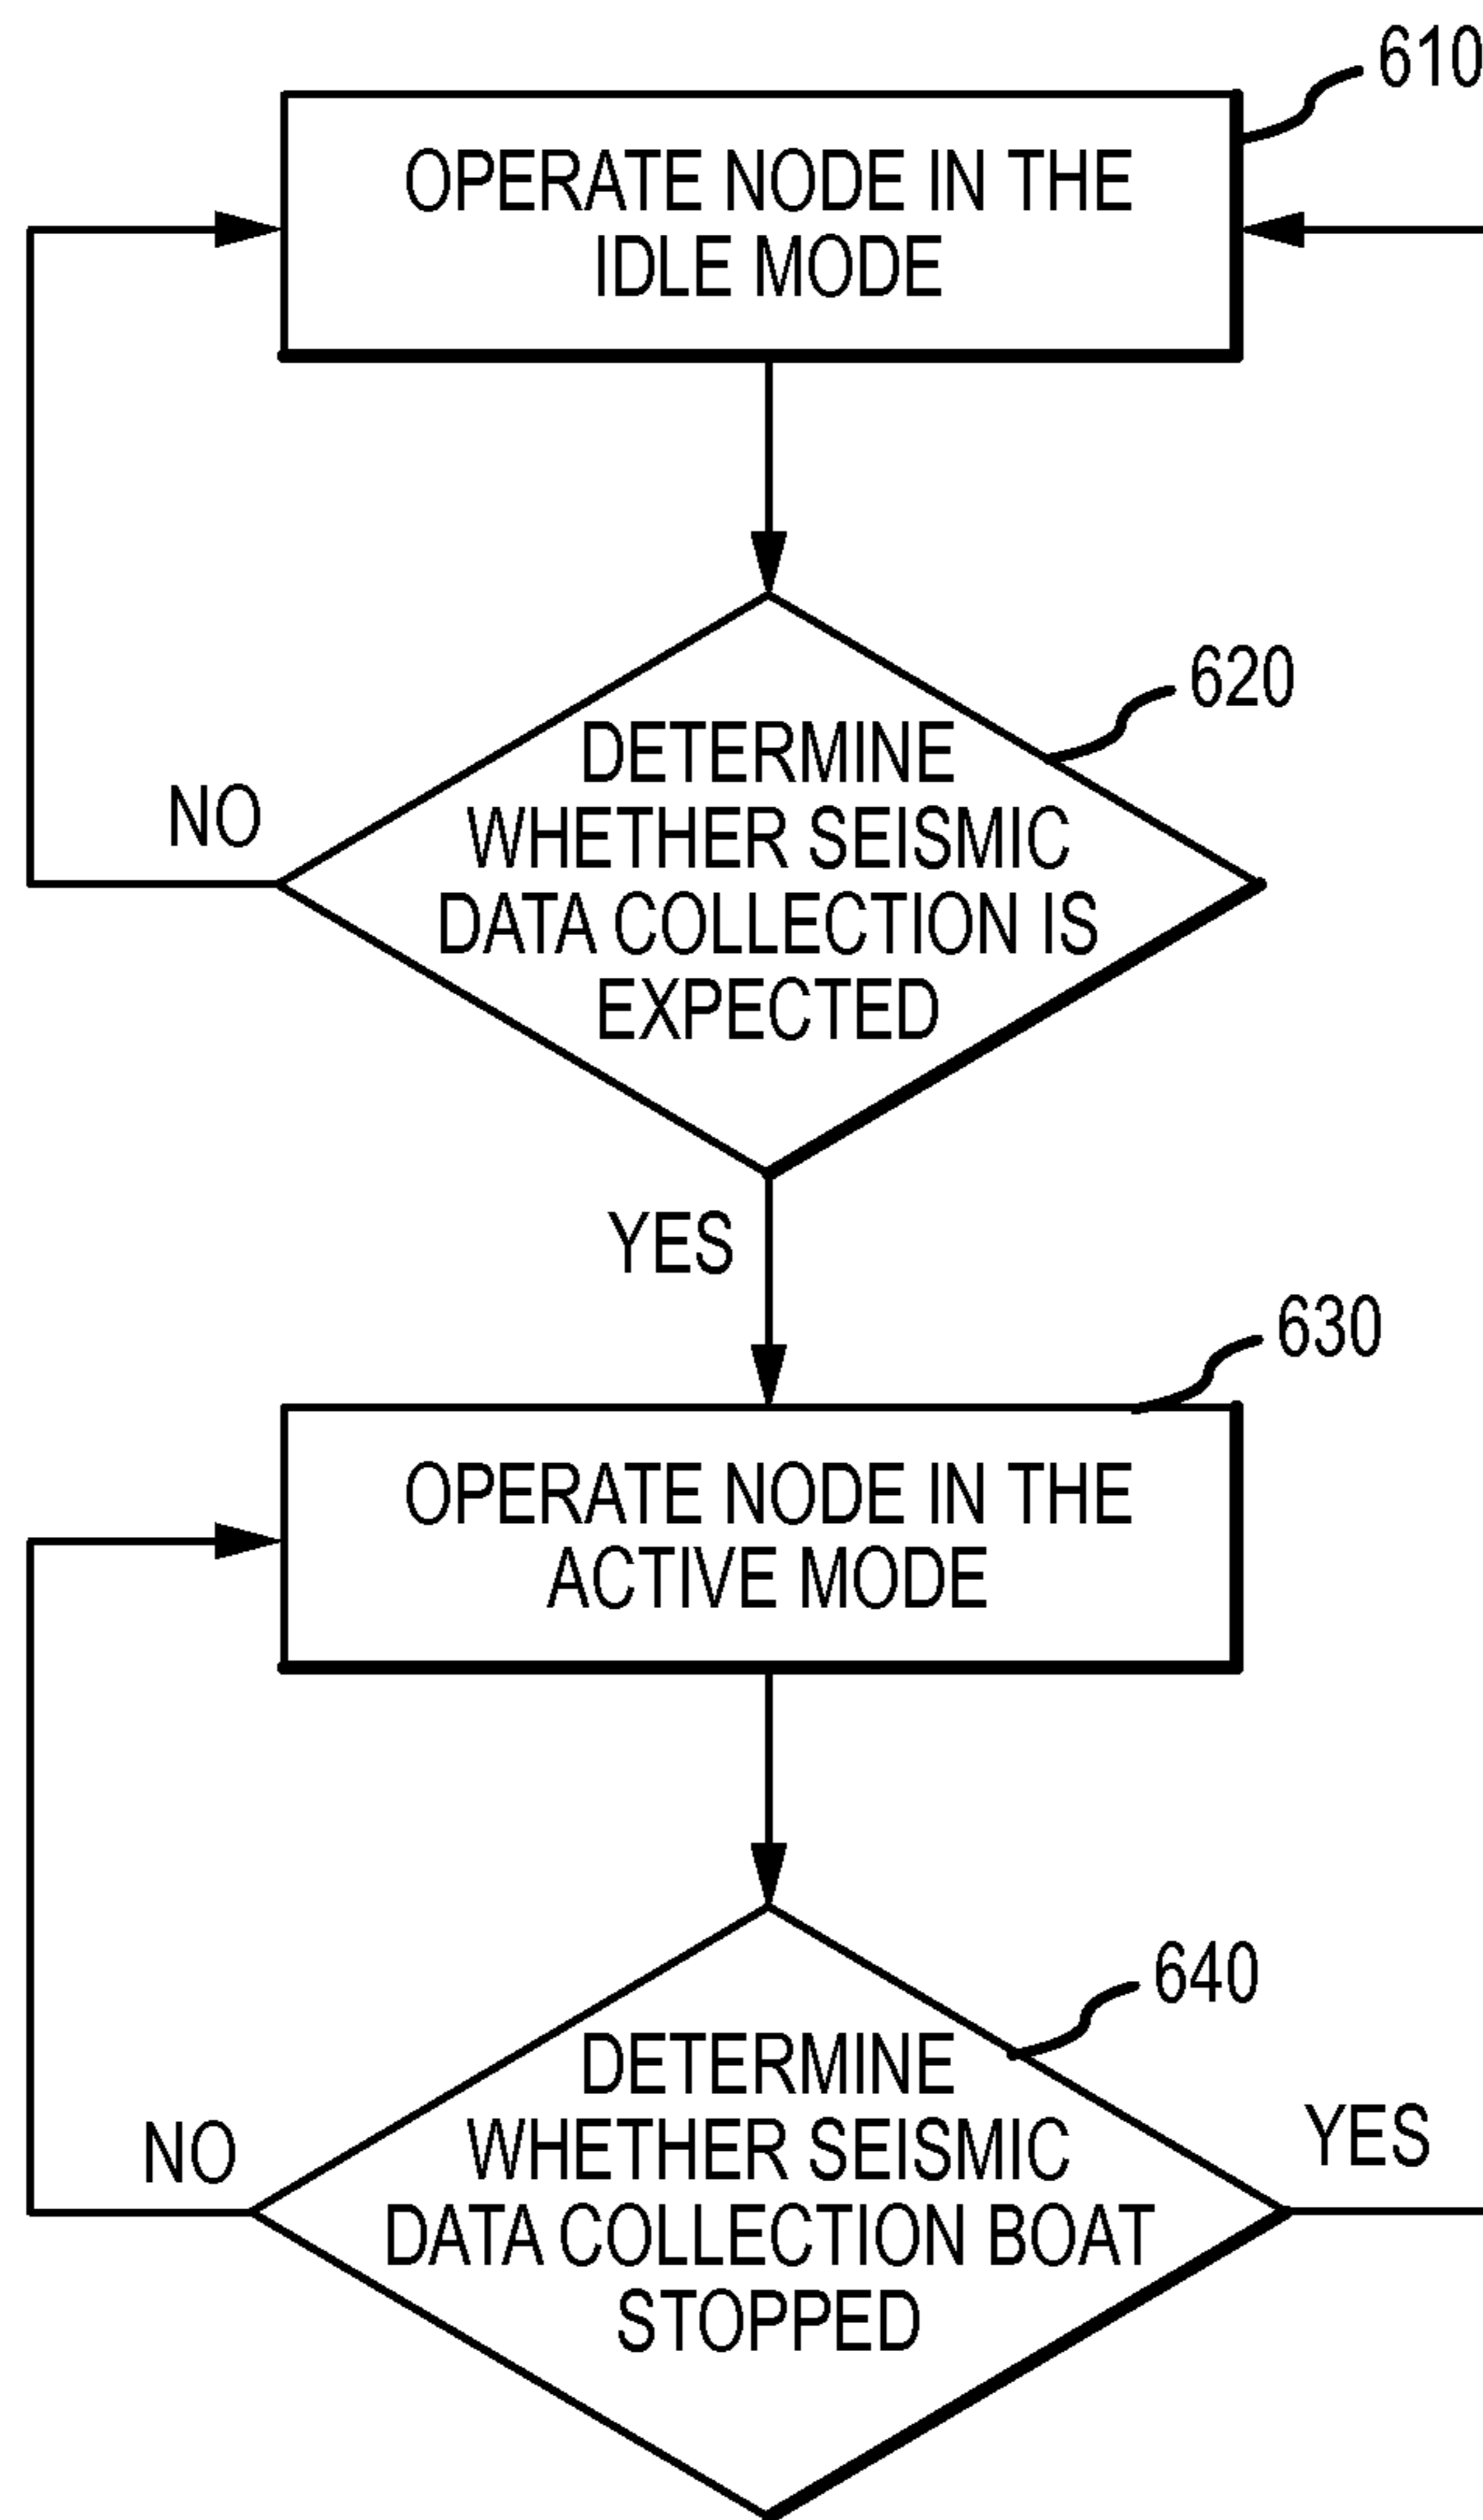 610
OPERATE NODE IN THE
IDLE MODE
620
DETERMINE
WHETHER SEISMIC
DATA COLLECTION IS
EXPECTED
NO
YES
630
OPERATE NODE IN THE
ACTIVE MODE
640
DETERMINE
WHETHER SEISMIC
DATA COLLECTION BOAT
STOPPED
NO
YES